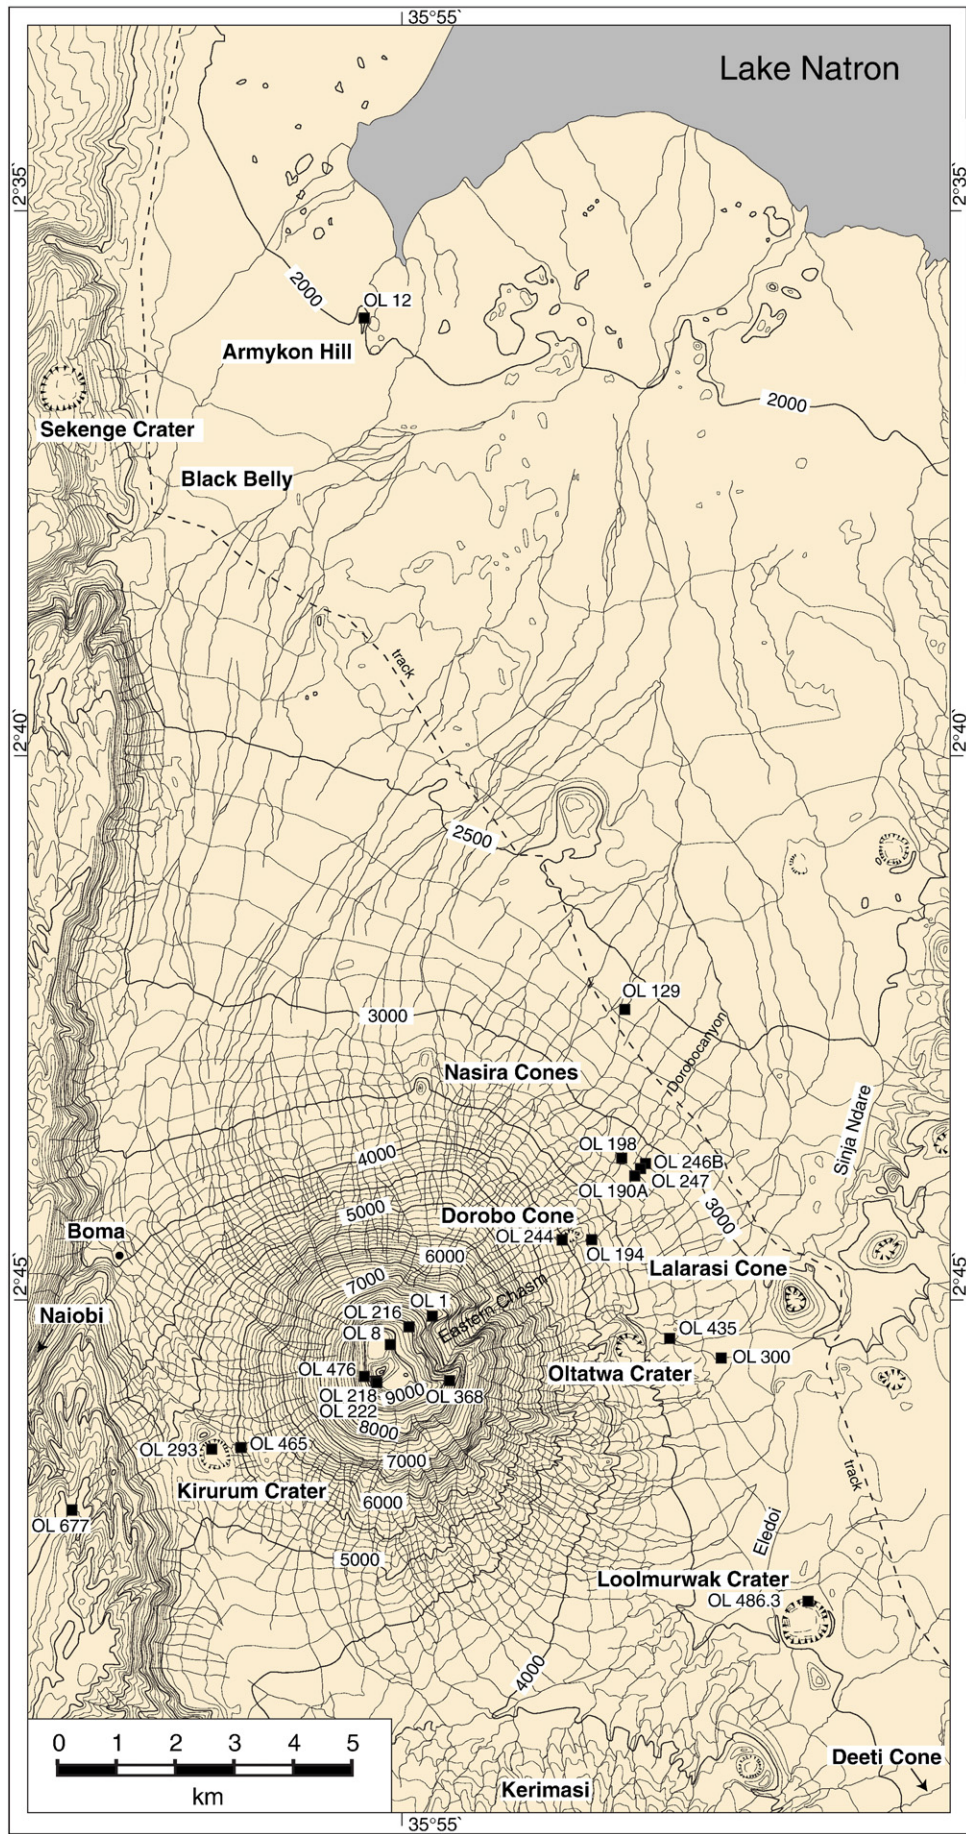 35°55`
Lake Natron
2°35`
2°35`
2000
OL 12
Armykon Hill
2000
Sekenge Crater
Black Belly
track
2°40`
2°40`
2500
OL 129
3000
Dorobocanyon
Nasira Cones
Sinja Ndare
4000
OL 198
OL 246B
OL 247
OL 190A
5000
3000
Dorobo Cone
Boma
OL 244
6000
OL 194
Lalarasi Cone
7000
2°45`
2°45`
OL 1
Eastern Chasm
Naiobi
OL 216
OL 8
OL 435
OL 300
OL 476
Oltatwa Crater
OL 218
9000
OL 368
OL 222
8000
OL 293
OL 465
7000
track
Kirurum Crater
6000
OL 677
Eledoi
5000
Loolmurwak Crater
OL 486.3
4000
0 1 2 3 4 5
km
Deeti Cone
Kerimasi
35°55`